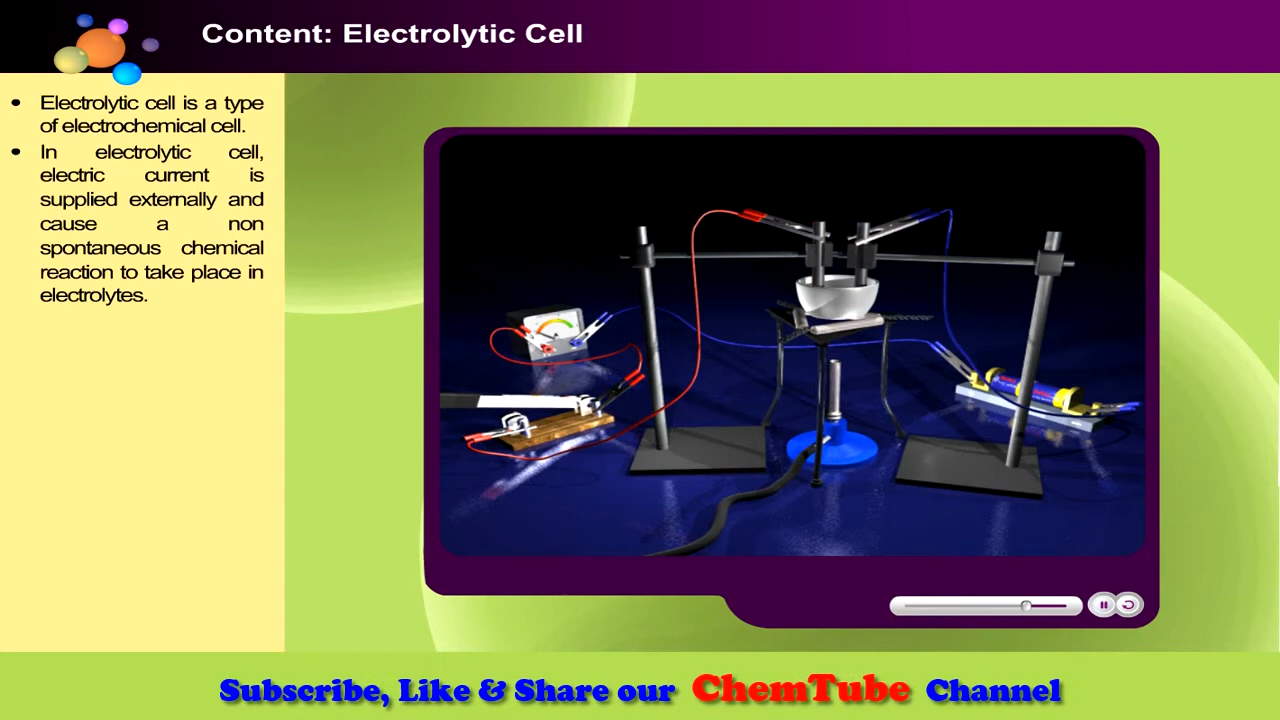 Content: Electrolytic Cell
• Electrolytic cell is a type
of electrochemical cell.
• In electrolytic cell,
electric current is
supplied externally and
cause a non
spontaneous chemical
reaction to take place in
electrolytes.
Subscribe, Like & Share our ChemTube Channel